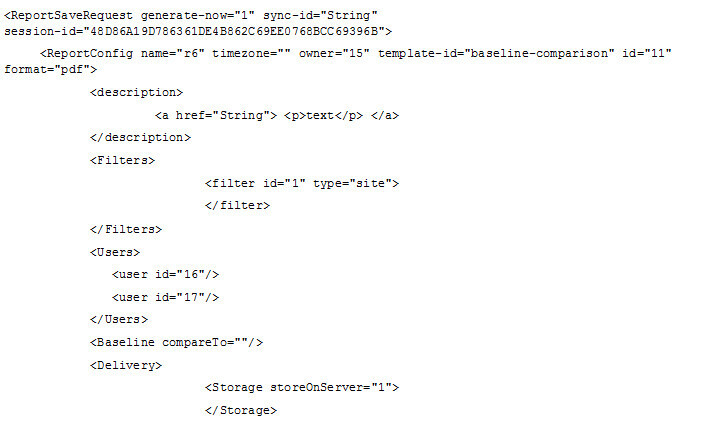 <ReportSaveRequest generate-now="1" sync-id="String"
session-id="48D86A19D786361DE4B862C69EE0768BCC69396B">
<ReportConfig name="r6" timezone="" owner="15" template-id="baseline-comparison" id="11"
format="pdf">
<description>
<a href="String"> <p>text</p> </a>
</description>
<Filters>
<filter id="1" type="site">
</filter>
</Filters>
<Users>
<user id="16"/>
<user id="17"/>
</Users>
<Baseline compareTo=""/>
<Delivery>
<Storage storeOnServer="1">
</Storage>